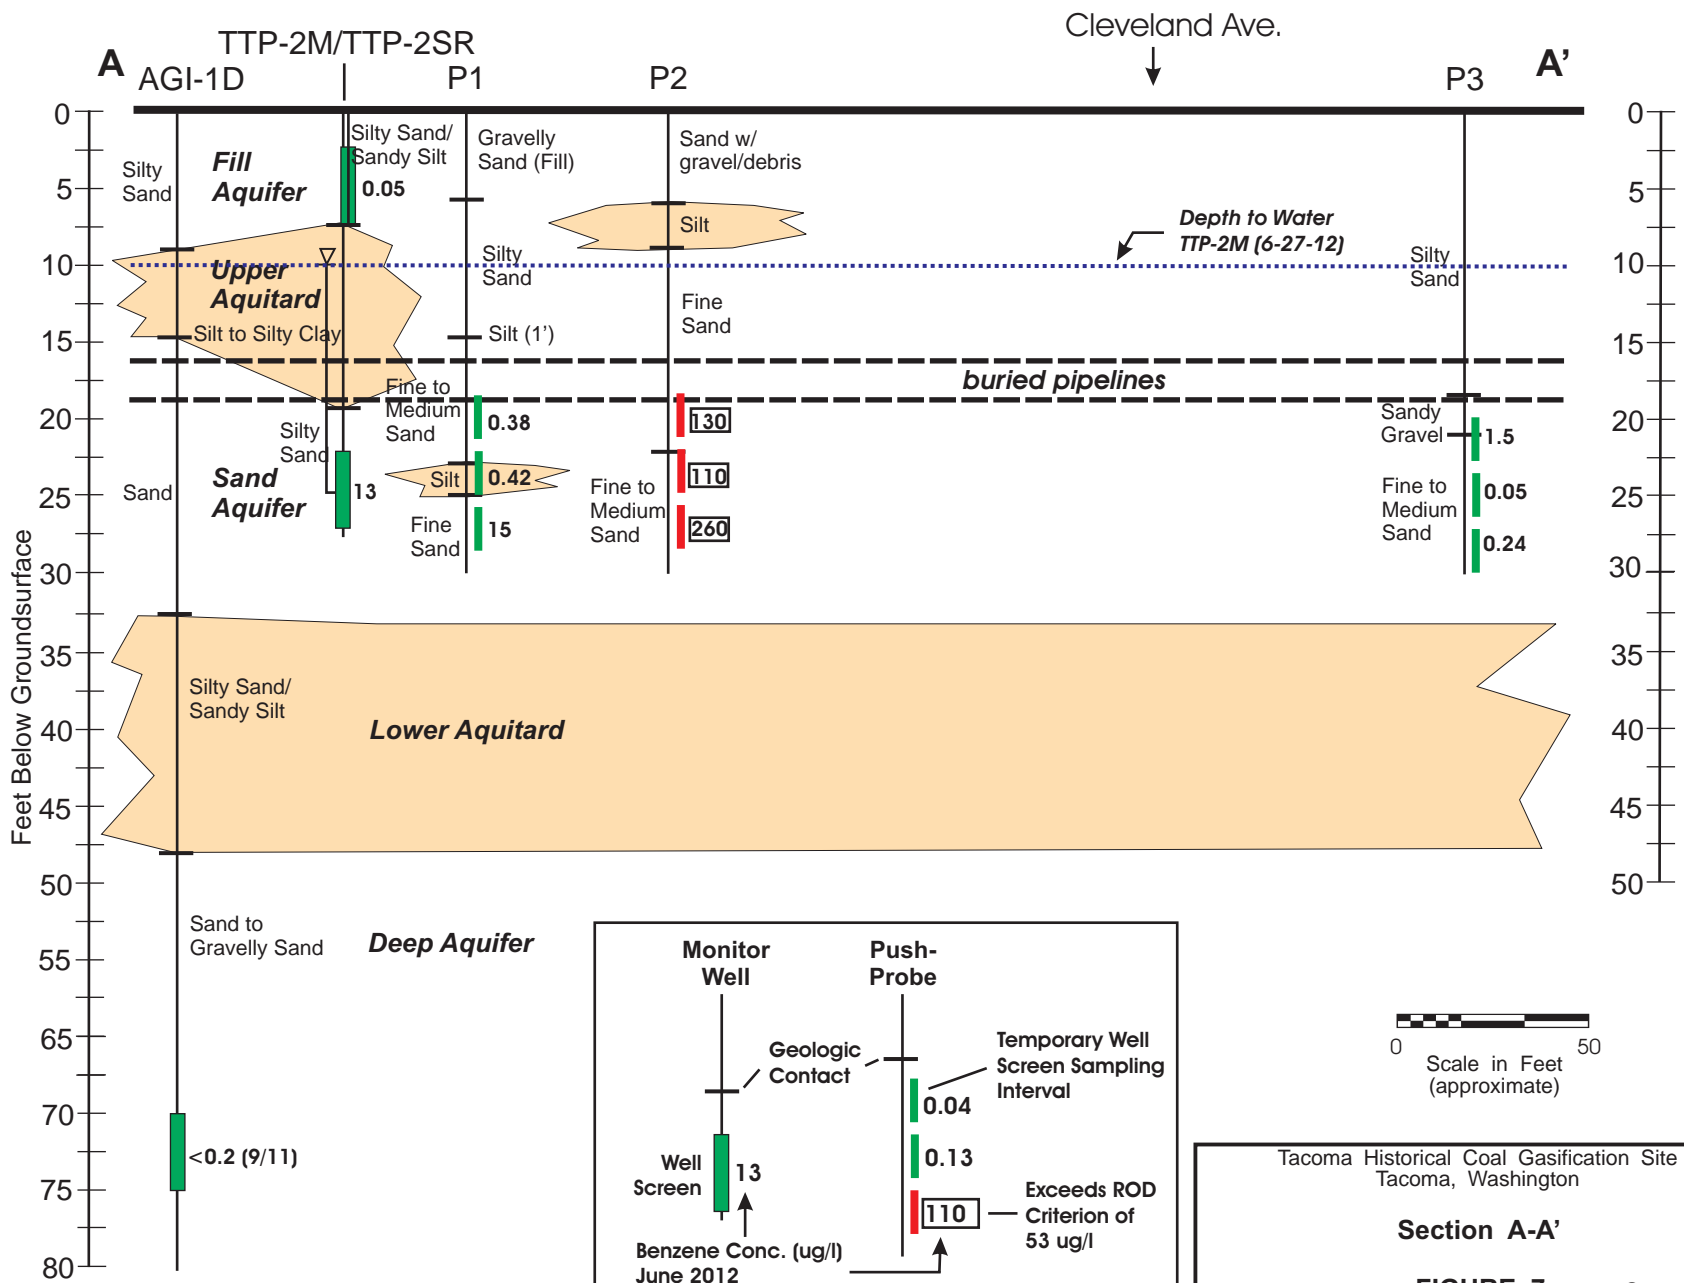 Cleveland Ave.
TTP-2M/TTP-2SR
A
AGI-1D
P1
P2
P3
A'
Feet Below Groundsurface
0
5
10
15
20
25
30
35
40
45
50
55
65
70
75
80
0
5
10
15
20
25
30
35
40
45
50
Silty
Sand
Fill
Aquifer
Silty Sand/
Sandy Silt
0.05
Gravelly
Sand (Fill)
Sand w/
gravel/debris
Silt
Depth to Water
TTP-2M (6-27-12)
Upper
Aquitard
Silt to Silty Clay
Silty
Sand
Silt (1')
Fine
Sand
Silty
Sand
buried pipelines
Fine to
Medium
Sand
0.38
130
Sandy
Gravel
1.5
Silty
Sand
Sand
Sand
Aquifer
13
Silt
0.42
110
Fine to
Medium
Sand
Fine to
Medium
Sand
0.05
Fine
Sand
15
260
0.24
Silty Sand/
Sandy Silt
Lower Aquitard
Sand to
Gravelly Sand
Deep Aquifer
<0.2 (9/11)
Monitor
Well
Push-
Probe
Geologic
Contact
Temporary Well
Screen Sampling
Interval
0.04
0.13
Well
Screen
13
110
Exceeds ROD
Criterion of
53 ug/l
Benzene Conc. (ug/l)
June 2012
0
50
Scale in Feet
(approximate)
Tacoma Historical Coal Gasification Site
Tacoma, Washington
Section A-A'
FIGURE 7